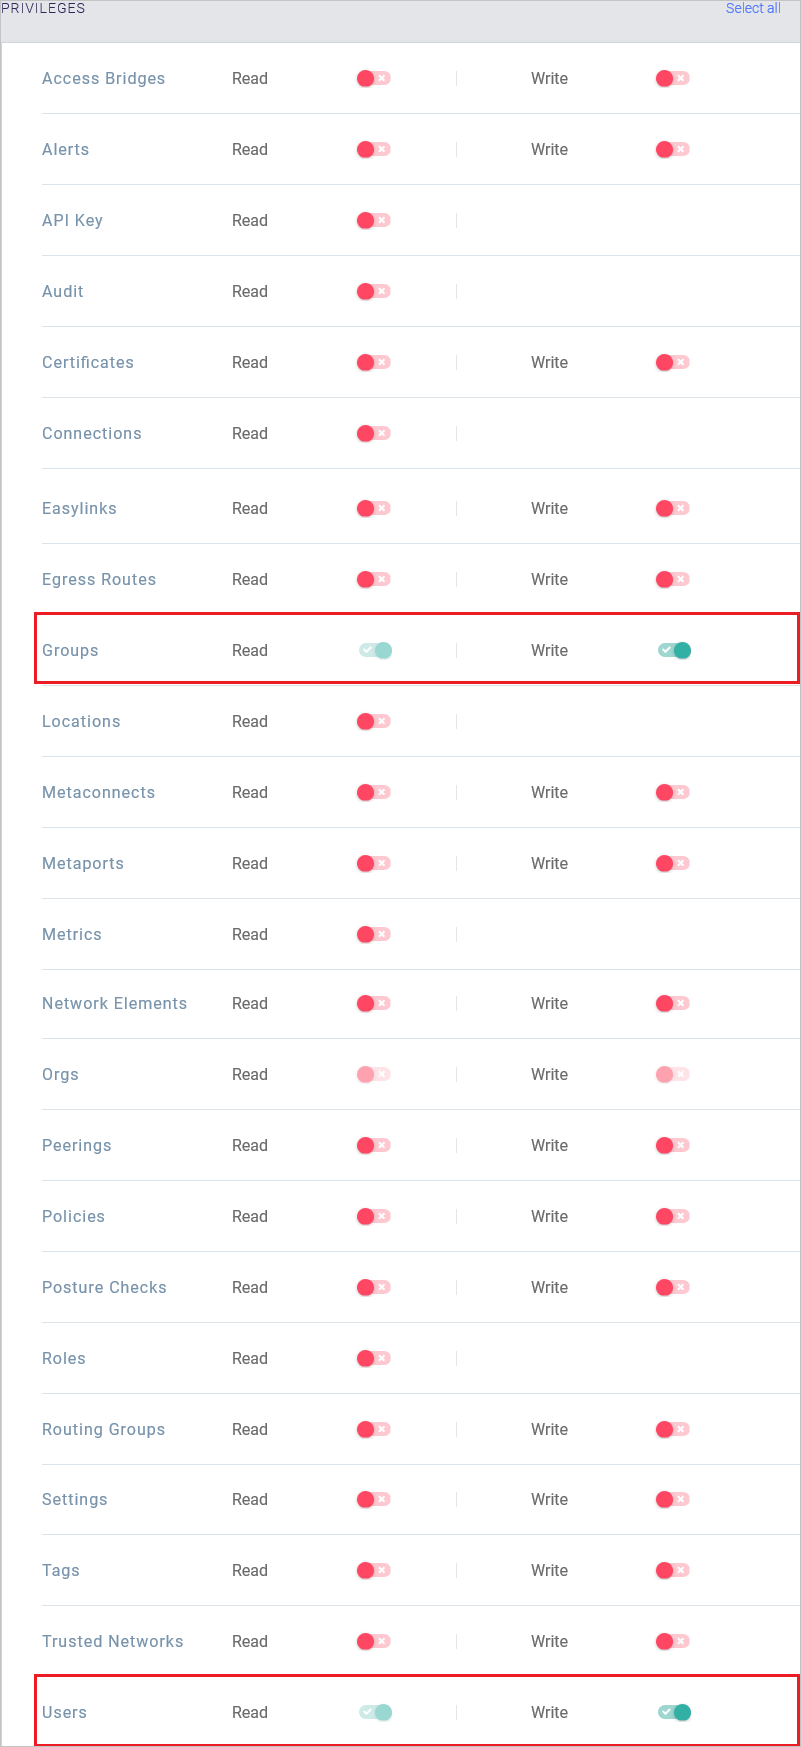 PRIVILEGES Select all
Access Bridges Read Write
Alerts Read Write
API Key Read
Audit Read
Certificates Read Write
Connections Read
Easylinks Read Write
Egress Routes Read Write
Groups Read Write
Locations Read
Metaconnects Read Write
Metaports Read Write
Metrics Read
Network Elements Read Write
Orgs Read Write
Peerings Read Write
Policies Read Write
Posture Checks Read Write
Roles Read
Routing Groups Read Write
Settings Read Write
Tags Read Write
Trusted Networks Read Write
Users Read Write